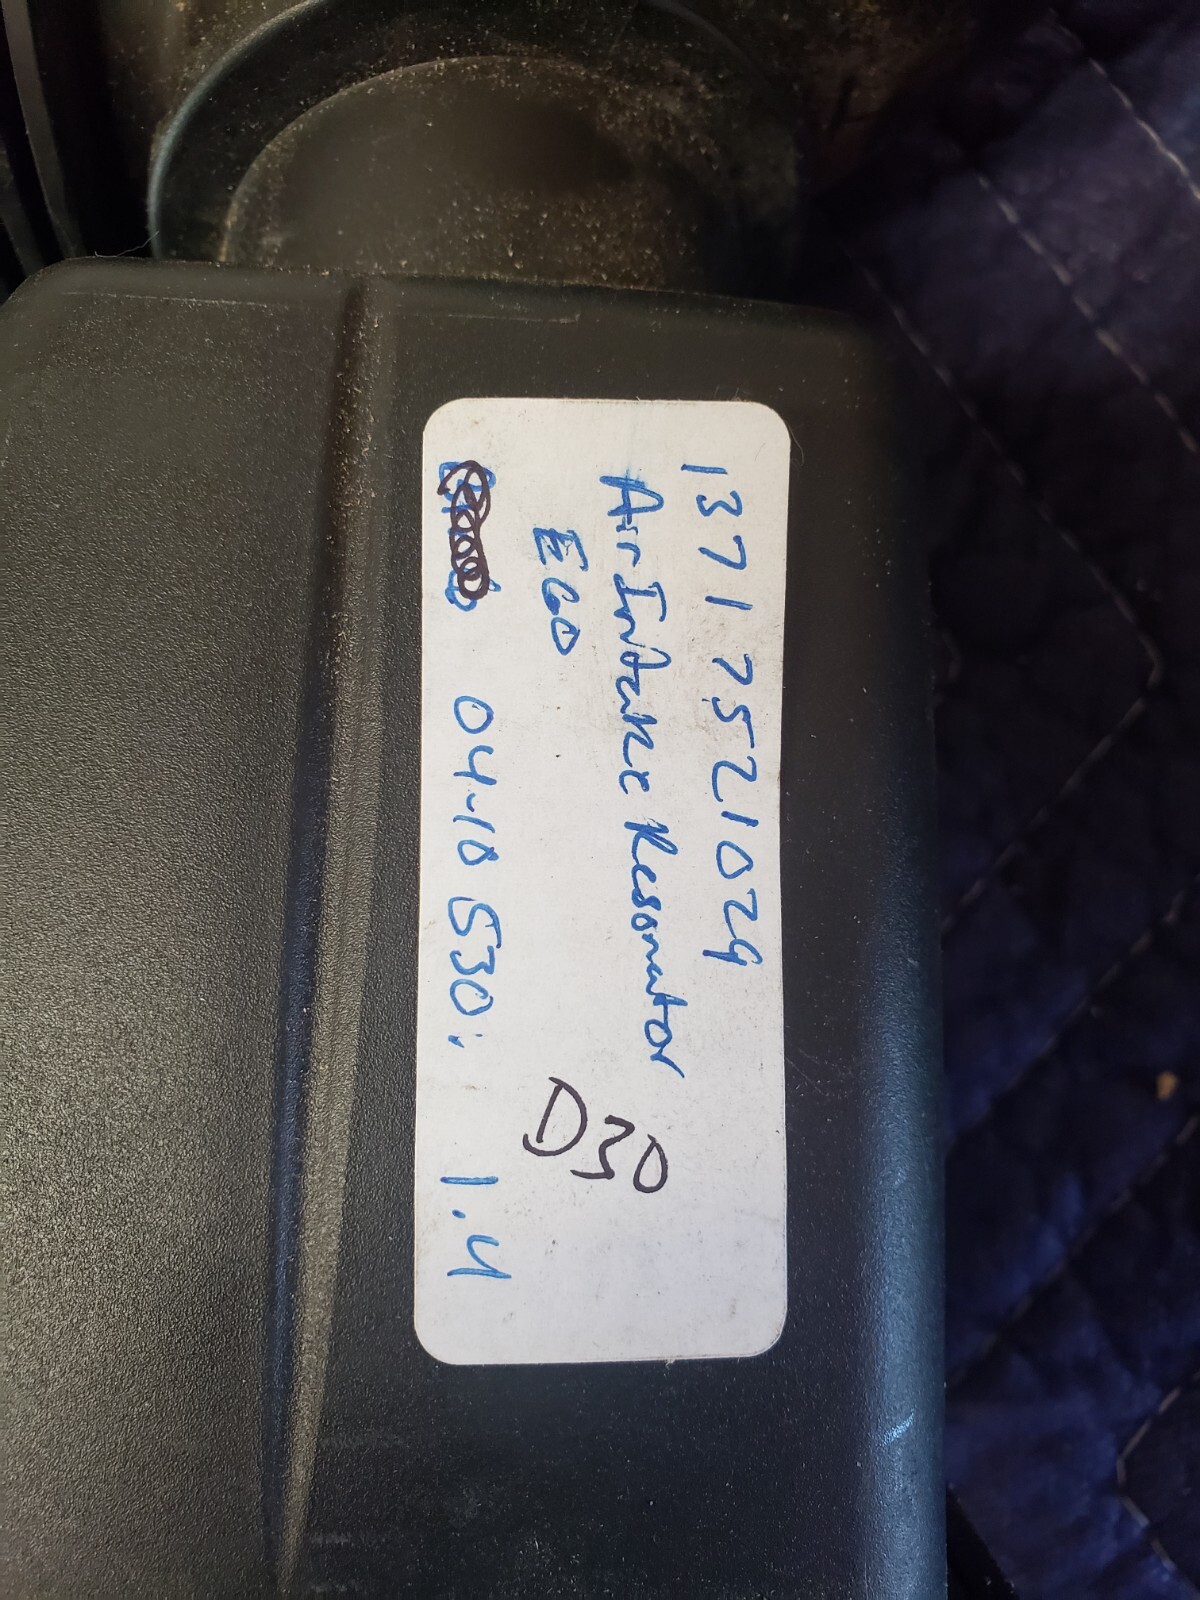 13717521029
Air Intake Resonator
E60
D30
04-10 530i 1.4